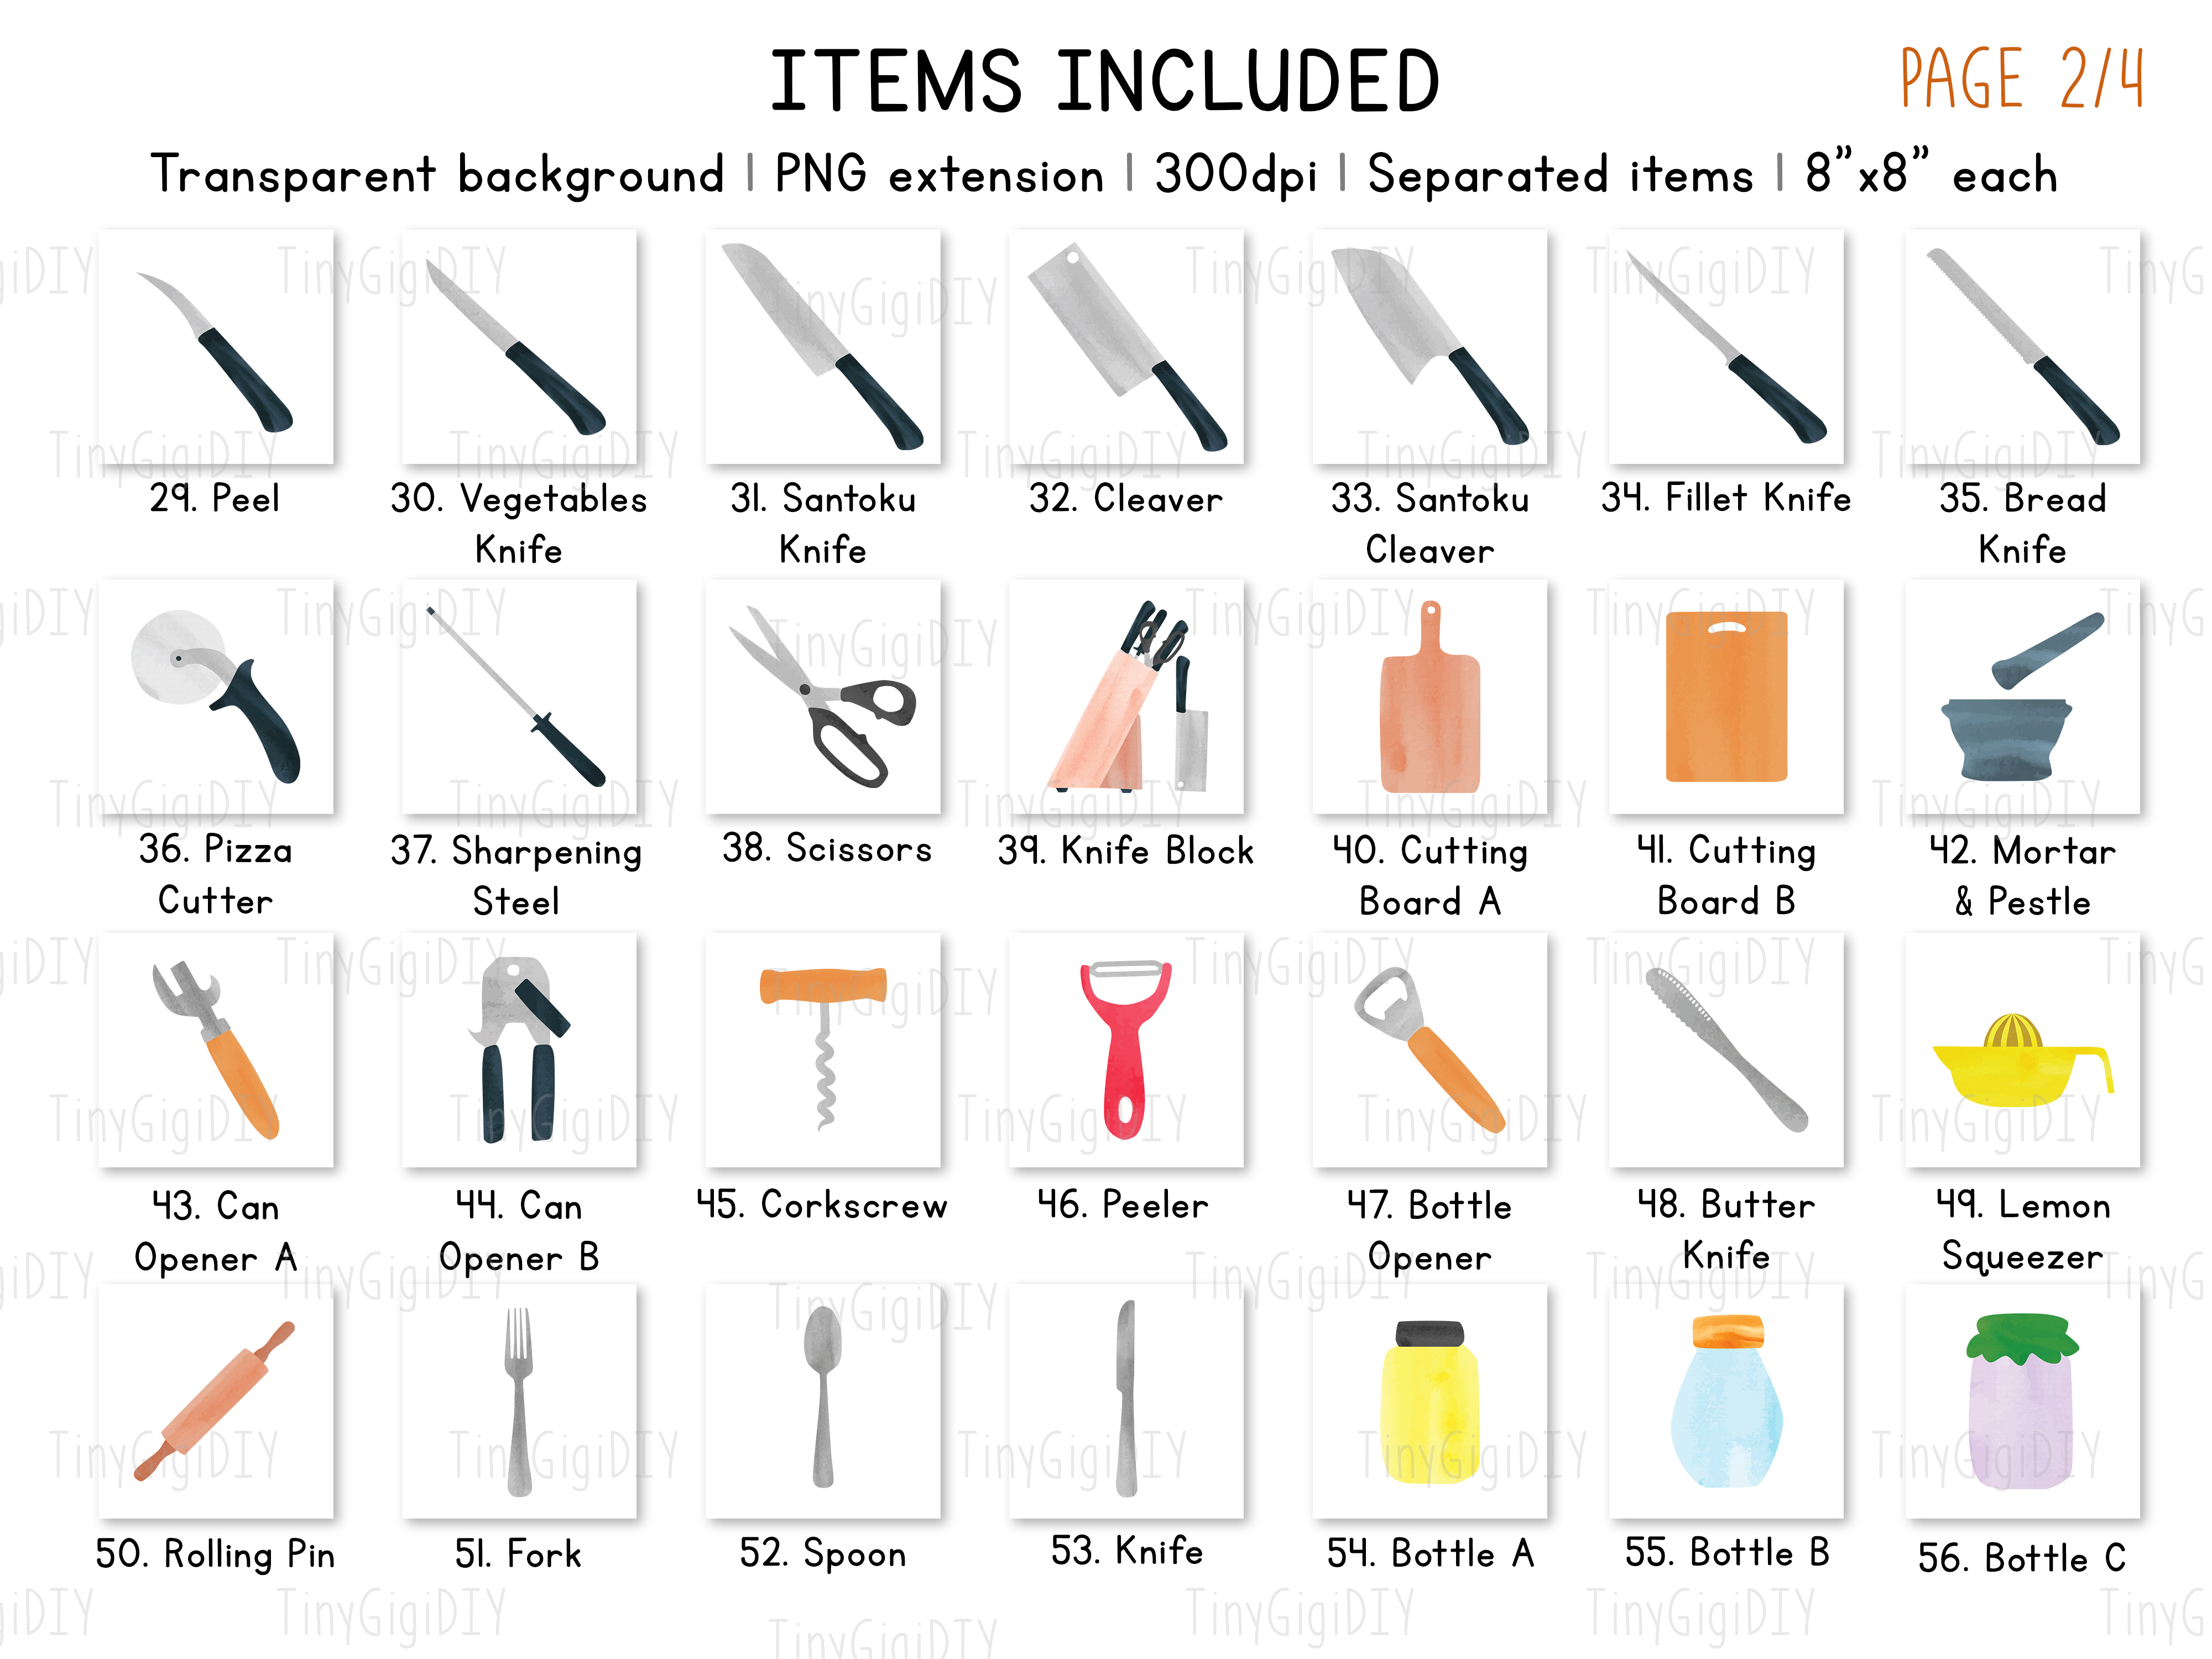 ITEMS INCLUDED
PAGE 2/4
Transparent background | PNG extension | 300dpi | Separated items | 8”x8” each
29. Peel
30. Vegetables
Knife
31. Santoku
Knife
32. Cleaver
33. Santoku
Cleaver
34. Fillet Knife
35. Bread
Knife
36. Pizza
Cutter
37. Sharpening
Steel
38. Scissors
39. Knife Block
40. Cutting
Board A
41. Cutting
Board B
42. Mortar
& Pestle
43. Can
Opener A
44. Can
Opener B
45. Corkscrew
46. Peeler
47. Bottle
Opener
48. Butter
Knife
49. Lemon
Squeezer
50. Rolling Pin
51. Fork
52. Spoon
53. Knife
54. Bottle A
55. Bottle B
56. Bottle C
TinyGigiDIY